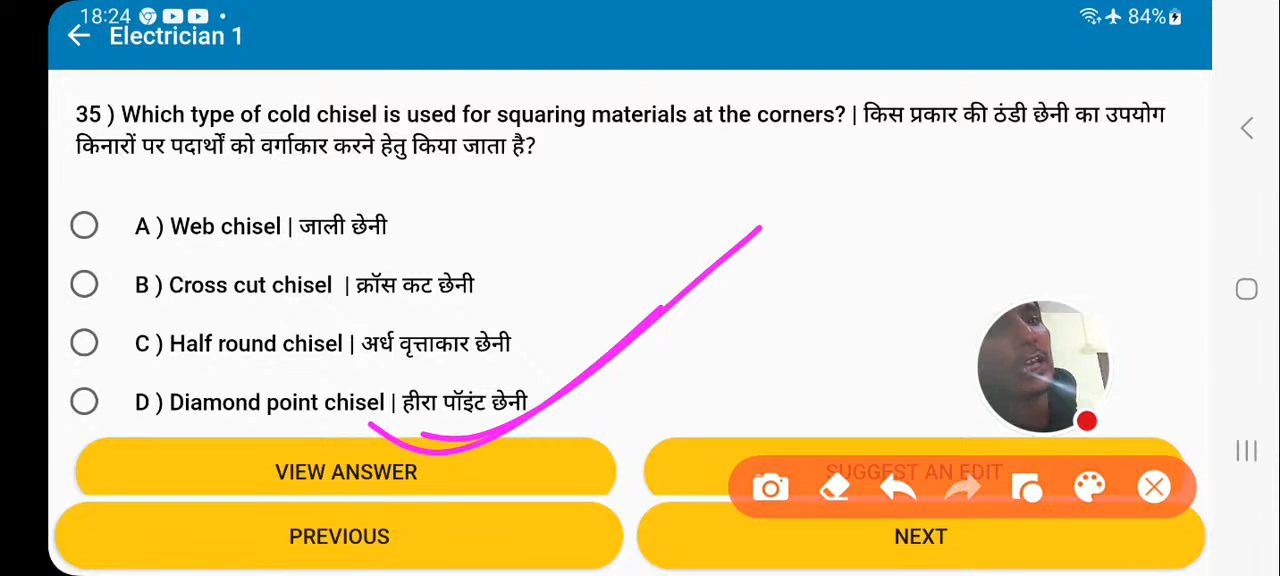 18:24
84%
Electrician 1
35 ) Which type of cold chisel is used for squaring materials at the corners? | किस प्रकार की ठंडी छेनी का उपयोग
किनारों पर पदार्थों को वर्गाकार करने हेतु किया जाता है?
A ) Web chisel | जाली छेनी
B ) Cross cut chisel | क्रॉस कट छेनी
C ) Half round chisel | अर्ध वृत्ताकार छेनी
D ) Diamond point chisel | हीरा पॉइंट छेनी
VIEW ANSWER
SUGGEST AN EDIT
PREVIOUS
NEXT